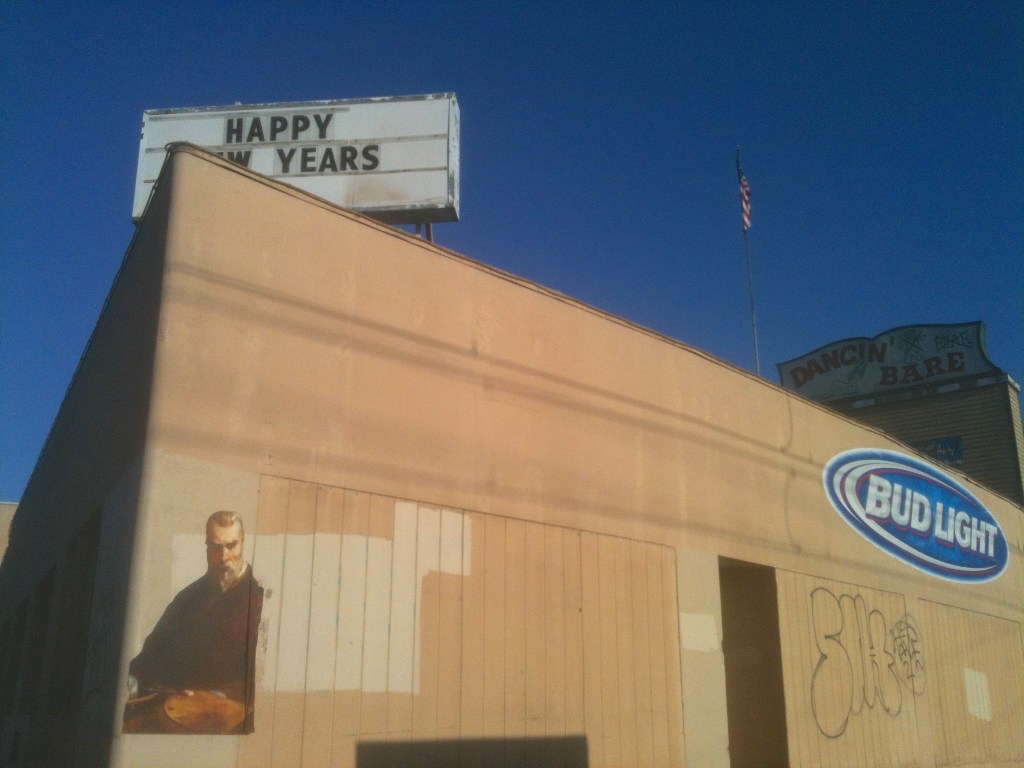 HAPPY
W YEARS
DANCIN'
BARE
BUD LIGHT